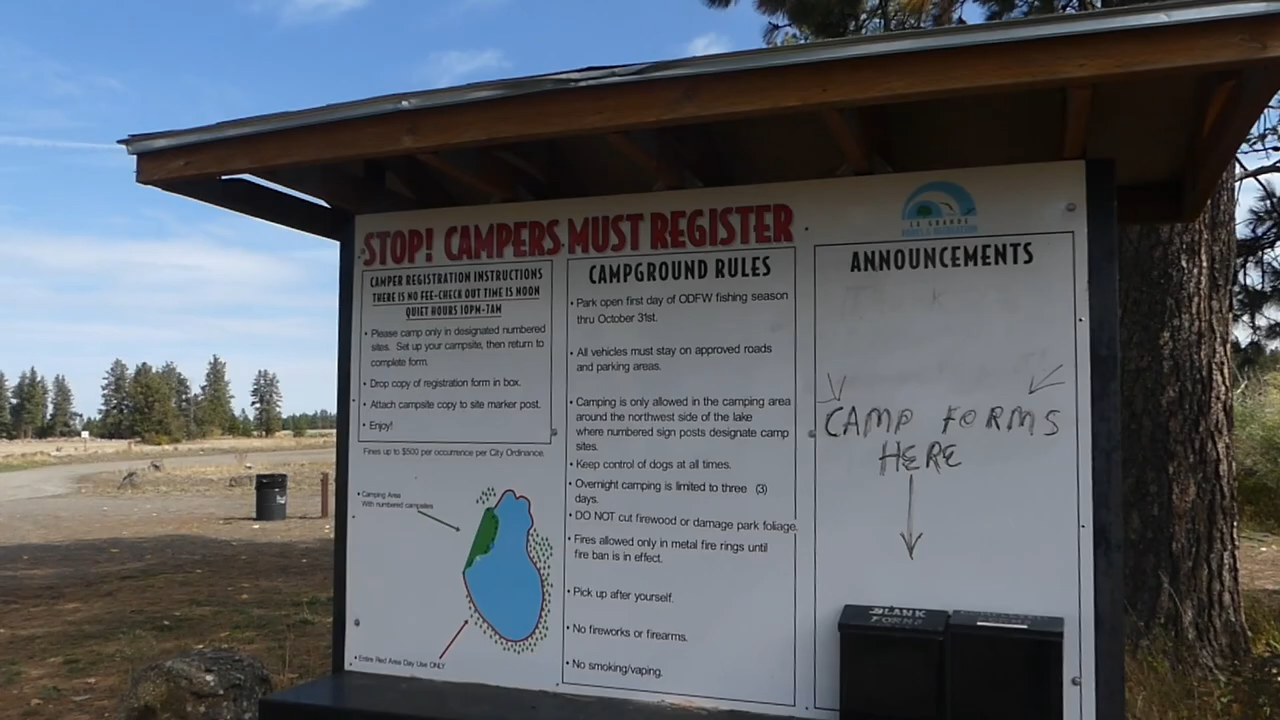 STOP! CAMPERS MUST REGISTER
CAMPER REGISTRATION INSTRUCTIONS
THERE IS NO FEE-CHECK OUT TIME IS NOON
QUIET HOURS 10PM-7AM
• Please camp only in designated numbered
sites. Set up your campsite, then return to
complete form.
• Drop copy of registration form in box.
• Attach campsite copy to site marker post.
• Enjoy!
Fines up to $500 per occurrence per City Ordinance.
• Camping Area
With numbered campsites
• Entire Red Area Day Use ONLY
CAMPGROUND RULES
• Park open first day of ODFW fishing season
thru October 31st.
• All vehicles must stay on approved roads
and parking areas.
• Camping is only allowed in the camping area
around the northwest side of the lake
where numbered sign posts designate camp
sites.
• Keep control of dogs at all times.
• Overnight camping is limited to three (3)
days.
• DO NOT cut firewood or damage park foliage.
• Fires allowed only in metal fire rings until
fire ban is in effect.
• Pick up after yourself.
• No fireworks or firearms.
• No smoking/vaping.
LA GRANDE
PARKS & RECREATION
ANNOUNCEMENTS
CAMP FORMS
HERE
BLANK
FORMS
FORMS